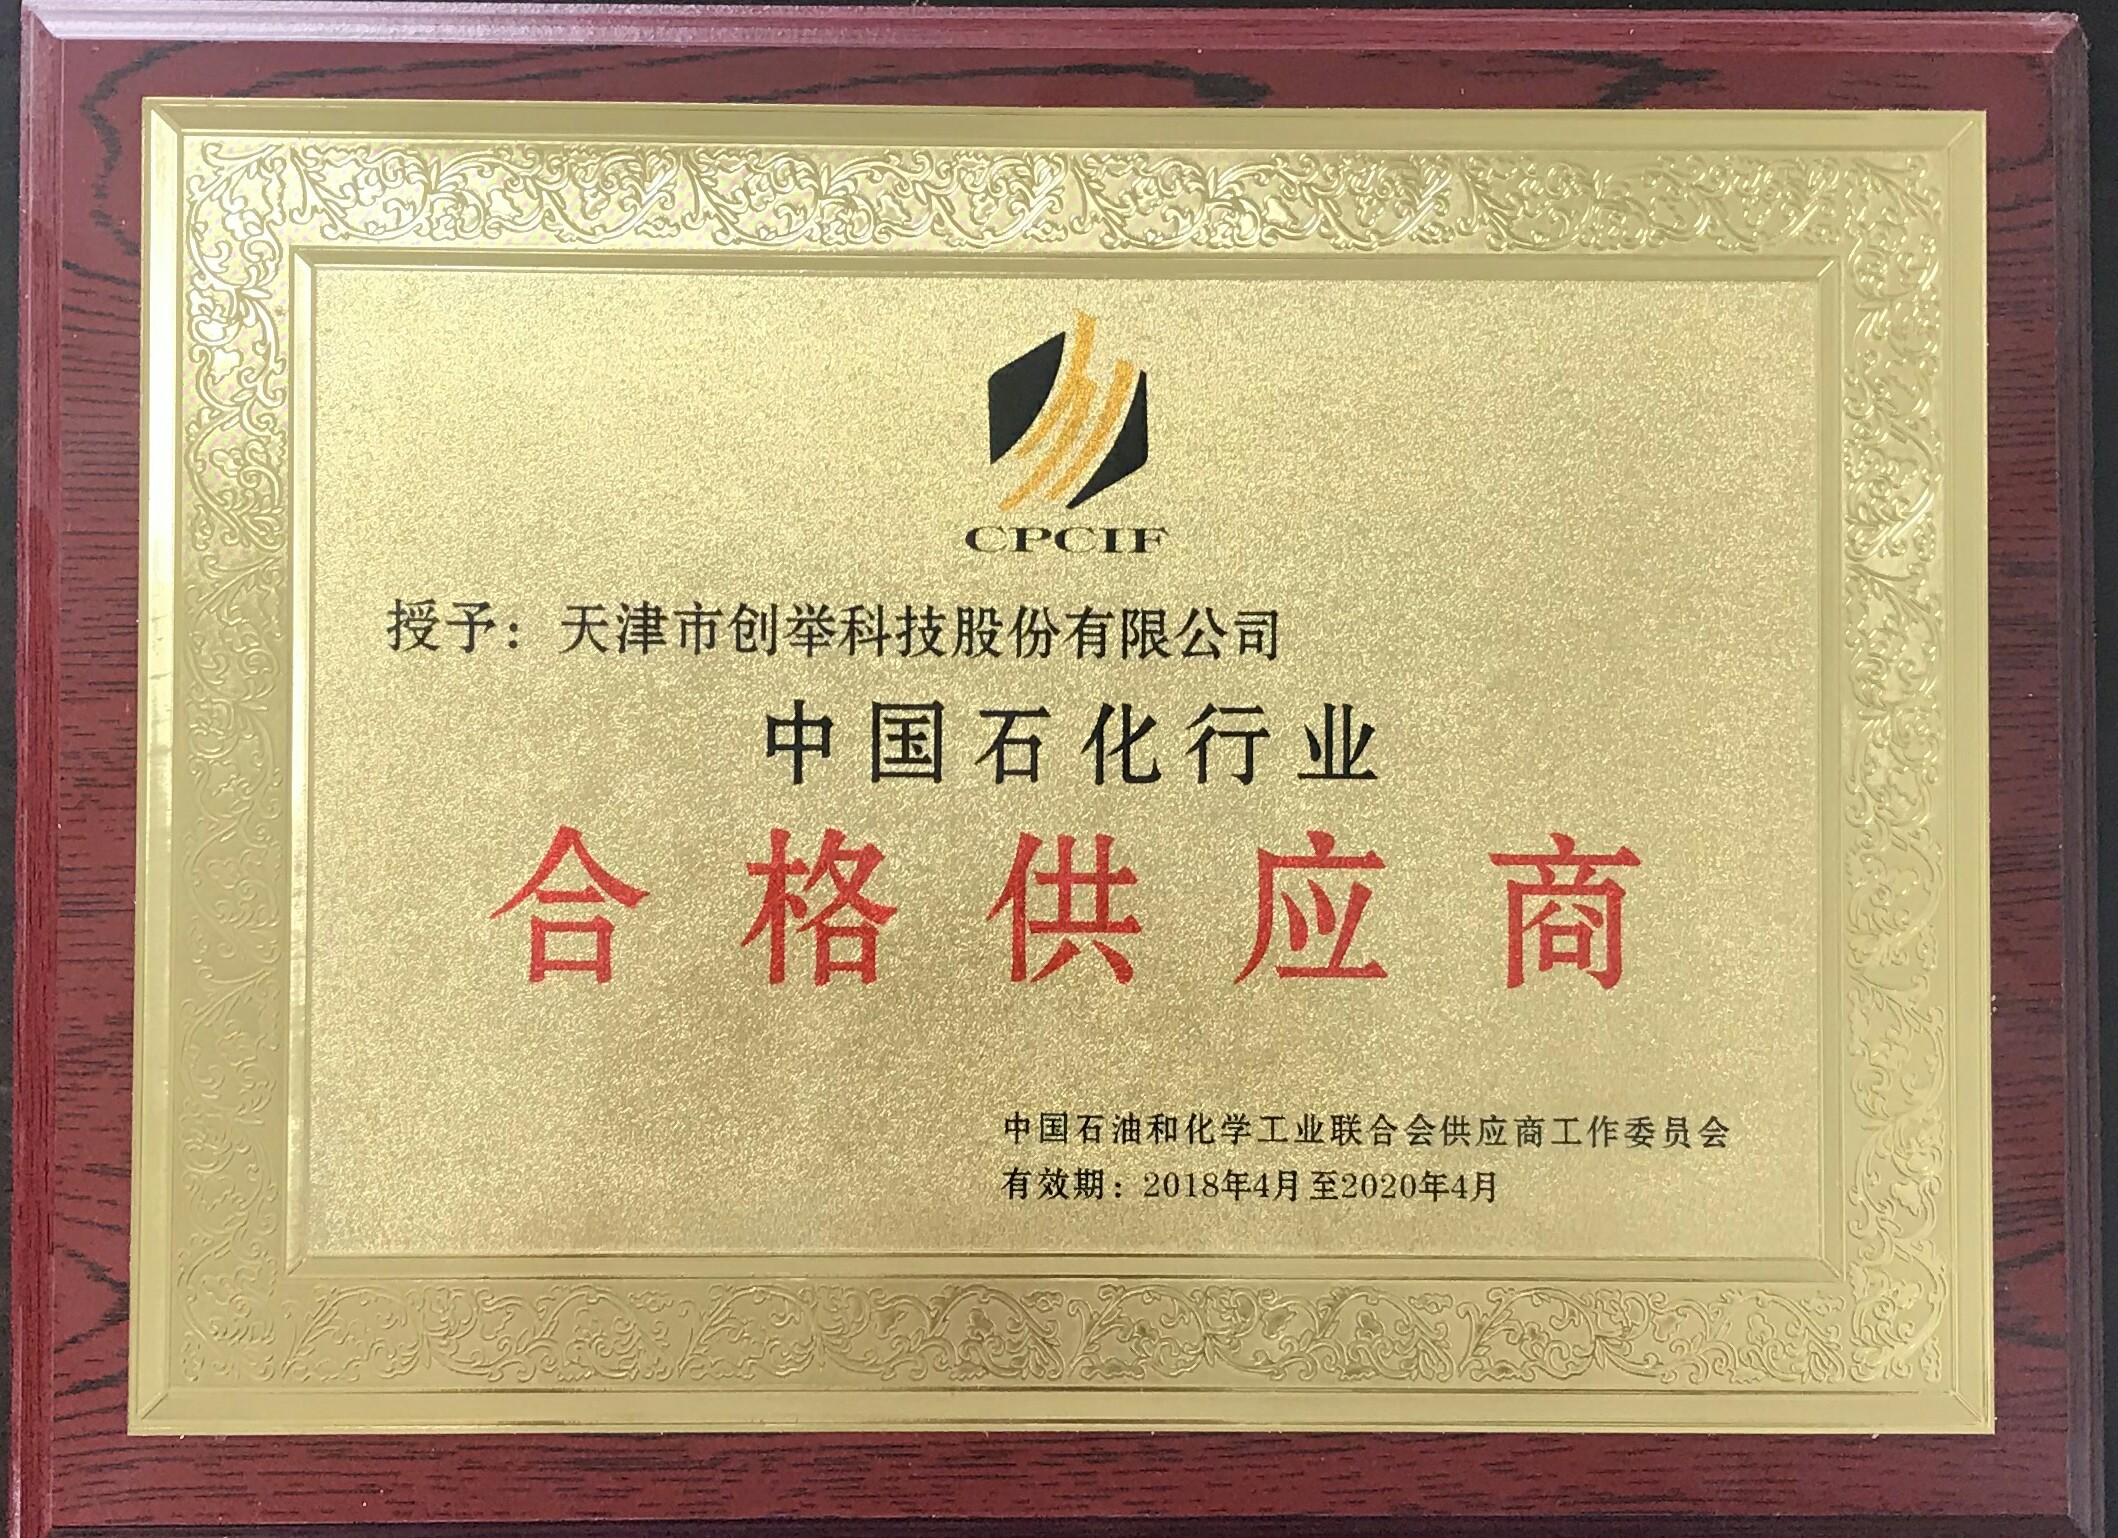 CPCIF
授予：天津市创举科技股份有限公司
中国石化行业
合格供应商
中国石油和化学工业联合会供应商工作委员会
有效期：2018年4月至2020年4月